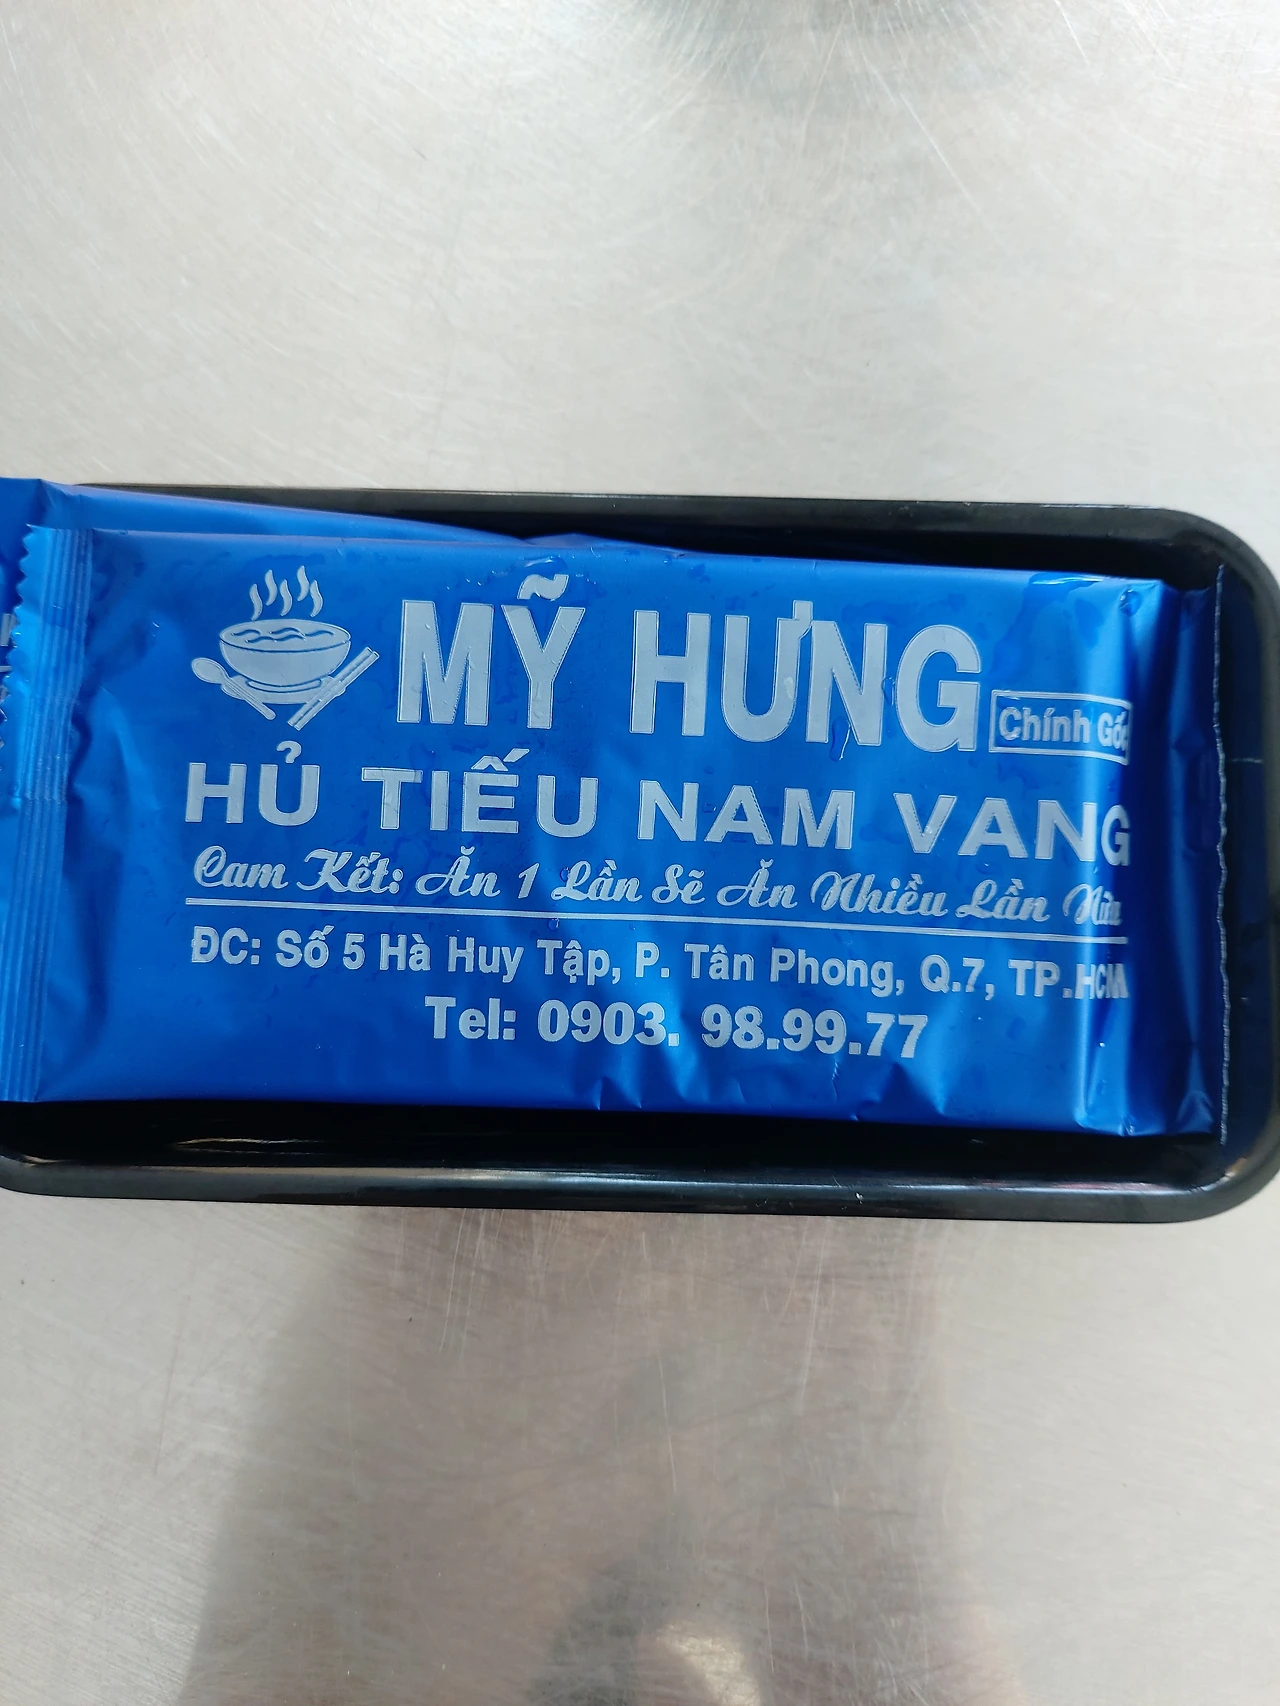 MỸ HƯNG
Chính Gốc
HỦ TIẾU NAM VANG
Cam Kết: Ăn 1 Lần Sẽ Ăn Nhiều Lần Nữa
ĐC: Số 5 Hà Huy Tập, P. Tân Phong, Q.7, TP.HCM
Tel: 0903. 98.99.77